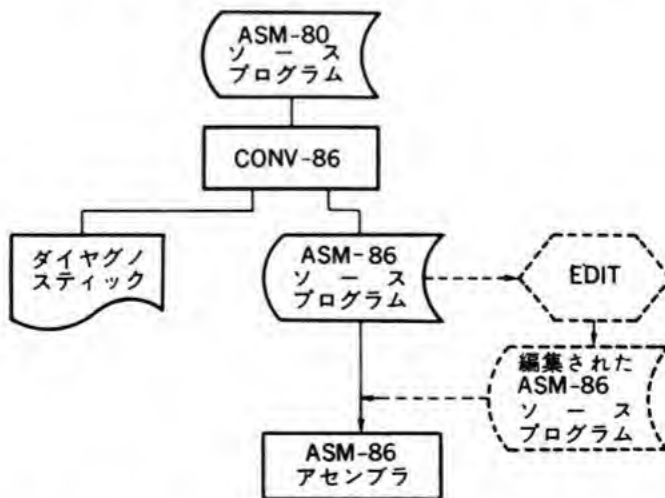 ASM-80
ソース
プログラム
CONV-86
ダイヤグノ
スティック
ASM-86
ソース
プログラム
EDIT
編集された
ASM-86
ソース
プログラム
ASM-86
アセンブラ